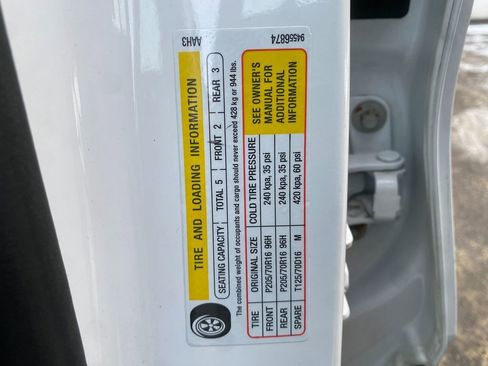 AAH3 94556874
TIRE AND LOADING INFORMATION
SEATING CAPACITY TOTAL 5 FRONT 2 REAR 3
The combined weight of occupants and cargo should never exceed 428 kg or 944 lbs.
TIRE ORIGINAL SIZE COLD TIRE PRESSURE
FRONT P205/70R16 96H 240 kpa, 35 psi
REAR P205/70R16 96H 240 kpa, 35 psi
SPARE T125/70D16 M 420 kpa, 60 psi
SEE OWNER'S
MANUAL FOR
ADDITIONAL
INFORMATION